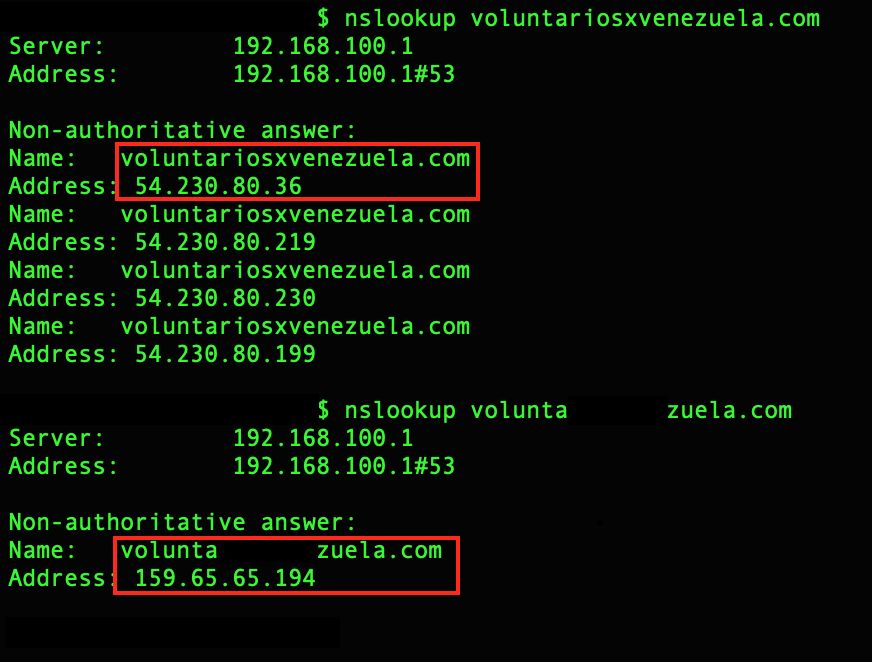 $ nslookup voluntariosxvenezuela.com
Server: 192.168.100.1
Address: 192.168.100.1#53
Non-authoritative answer:
Name: voluntariosxvenezuela.com
Address: 54.230.80.36
Name: voluntariosxvenezuela.com
Address: 54.230.80.219
Name: voluntariosxvenezuela.com
Address: 54.230.80.230
Name: voluntariosxvenezuela.com
Address: 54.230.80.199
$ nslookup volunta zuela.com
Server: 192.168.100.1
Address: 192.168.100.1#53
Non-authoritative answer:
Name: volunta zuela.com
Address: 159.65.65.194